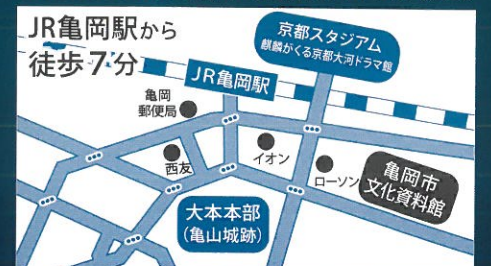 JR亀岡駅から
徒歩7分
京都スタジアム
麒麟がくる京都大河ドラマ館
JR亀岡駅
亀岡
郵便局
西友
イオン
ローソン
亀岡市
文化資料館
大本本部
(亀山城跡)